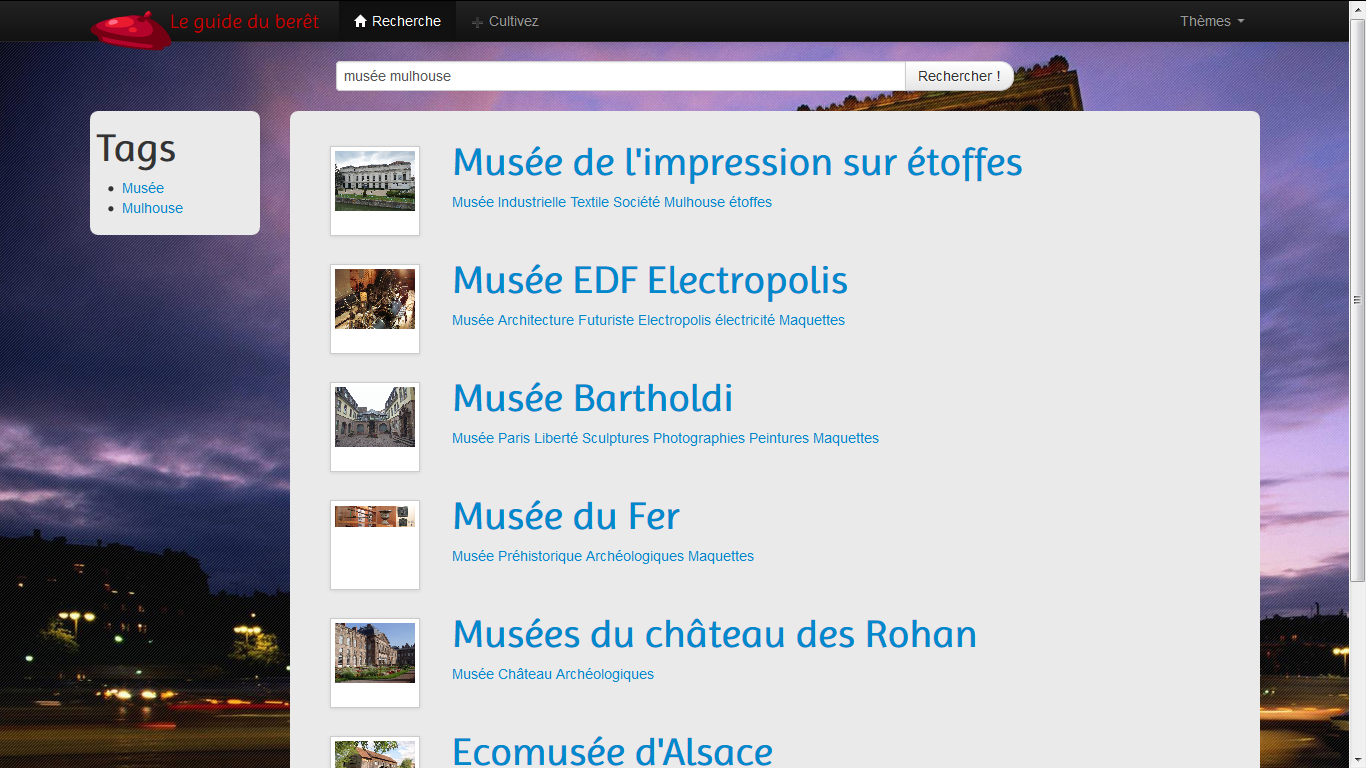 Le guide du berêt
Recherche
Cultivez
Thèmes
musée mulhouse
Rechercher !
Tags
Musée
Mulhouse
Musée de l'impression sur étoffes
Musée Industrielle Textile Société Mulhouse étoffes
Musée EDF Electropolis
Musée Architecture Futuriste Electropolis électricité Maquettes
Musée Bartholdi
Musée Paris Liberté Sculptures Photographies Peintures Maquettes
Musée du Fer
Musée Préhistorique Archéologiques Maquettes
Musées du château des Rohan
Musée Château Archéologiques
Ecomusée d'Alsace